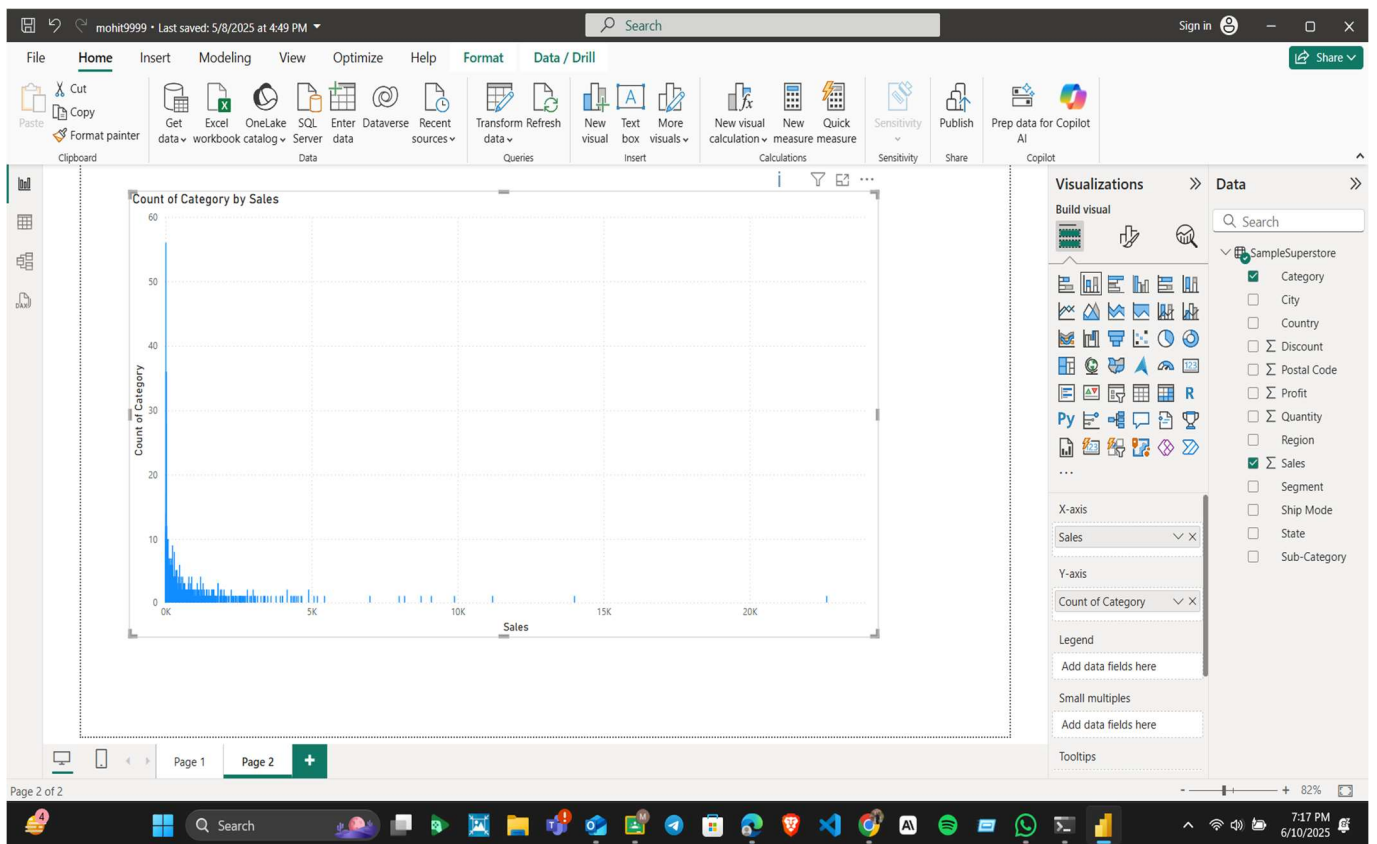 mohit9999 • Last saved: 5/8/2025 at 4:49 PM
Search
Sign in
File Home Insert Modeling View Optimize Help Format Data / Drill
Share
Paste
Cut
Copy
Format painter
Clipboard
Get data
Excel workbook
OneLake catalog
SQL Server
Enter data
Dataverse
Recent sources
Data
Transform data
Refresh
Queries
New visual
Text box
More visuals
Insert
New visual calculation
New measure
Quick measure
Calculations
Sensitivity
Sensitivity
Publish
Share
Prep data for AI
Copilot
Copilot
DAX
Count of Category by Sales
Count of Category
60
50
40
30
20
10
0
0K 5K 10K 15K 20K
Sales
Visualizations
Build visual
123
R
Py
123
...
X-axis
Sales
Y-axis
Count of Category
Legend
Add data fields here
Small multiples
Add data fields here
Tooltips
Data
Search
SampleSuperstore
Category
City
Country
Σ Discount
Σ Postal Code
Σ Profit
Σ Quantity
Region
Σ Sales
Segment
Ship Mode
State
Sub-Category
Page 1
Page 2
+
Page 2 of 2
- + 82%
4
Search
7:17 PM
6/10/2025